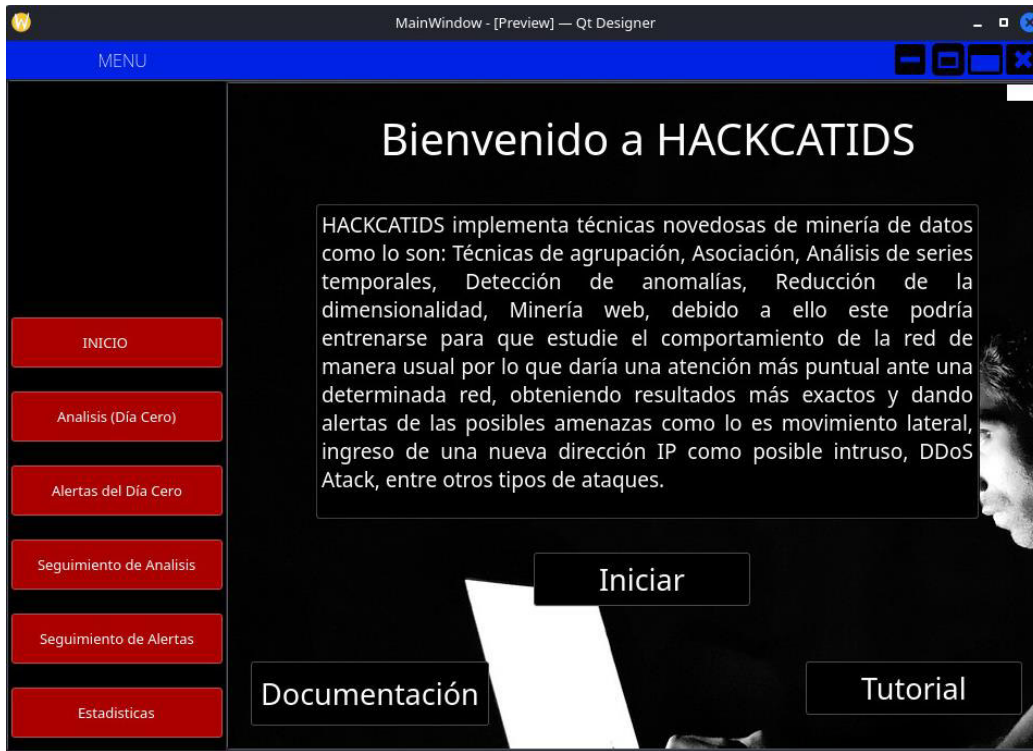 MainWindow - [Preview] — Qt Designer
MENU
Bienvenido a HACKCATIDS
HACKCATIDS implementa técnicas novedosas de minería de datos
como lo son: Técnicas de agrupación, Asociación, Análisis de series
temporales, Detección de anomalías, Reducción de la
dimensionalidad, Minería web, debido a ello este podría
entrenarse para que estudie el comportamiento de la red de
manera usual por lo que daría una atención más puntual ante una
determinada red, obteniendo resultados más exactos y dando
alertas de las posibles amenazas como lo es movimiento lateral,
ingreso de una nueva dirección IP como posible intruso, DDoS
Atack, entre otros tipos de ataques.
INICIO
Analisis (Día Cero)
Alertas del Día Cero
Seguimiento de Analisis
Seguimiento de Alertas
Estadisticas
Iniciar
Documentación
Tutorial